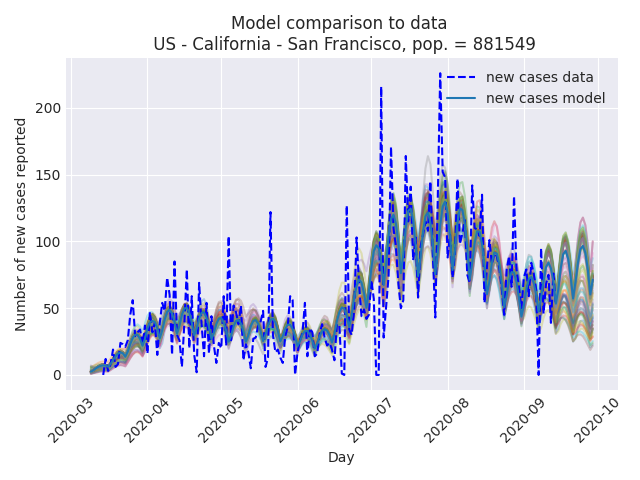 Model comparison to data
US - California - San Francisco, pop. = 881549
new cases data
new cases model
Number of new cases reported
200
150
100
50
0
2020-03
2020-04
2020-05
2020-06
2020-07
2020-08
2020-09
2020-10
Day